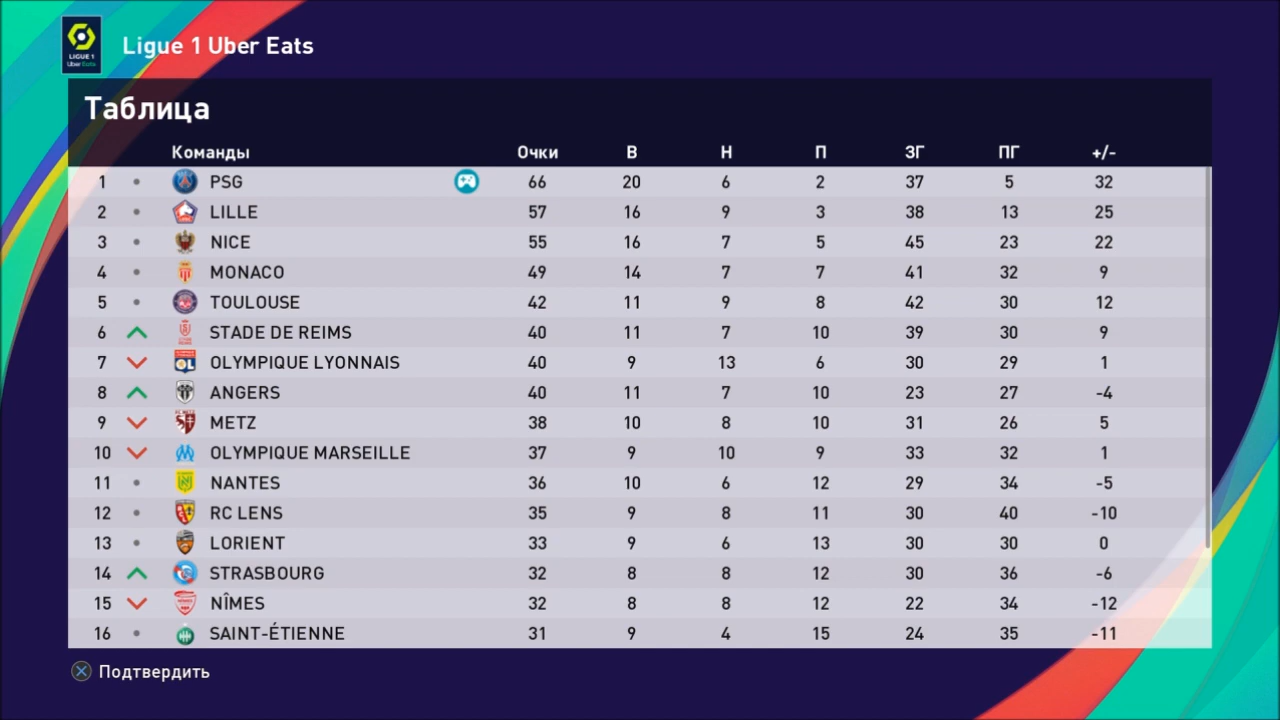 LIGUE 1
Uber Eats
Ligue 1 Uber Eats
Таблица
Команды Очки В Н П ЗГ ПГ +/-
1 PSG 66 20 6 2 37 5 32
2 LILLE 57 16 9 3 38 13 25
3 NICE 55 16 7 5 45 23 22
4 MONACO 49 14 7 7 41 32 9
5 TOULOUSE 42 11 9 8 42 30 12
6 STADE DE REIMS 40 11 7 10 39 30 9
7 OLYMPIQUE LYONNAIS 40 9 13 6 30 29 1
8 ANGERS 40 11 7 10 23 27 -4
9 METZ 38 10 8 10 31 26 5
10 OLYMPIQUE MARSEILLE 37 9 10 9 33 32 1
11 NANTES 36 10 6 12 29 34 -5
12 RC LENS 35 9 8 11 30 40 -10
13 LORIENT 33 9 6 13 30 30 0
14 STRASBOURG 32 8 8 12 30 36 -6
15 NÎMES 32 8 8 12 22 34 -12
16 SAINT-ÉTIENNE 31 9 4 15 24 35 -11
Подтвердить